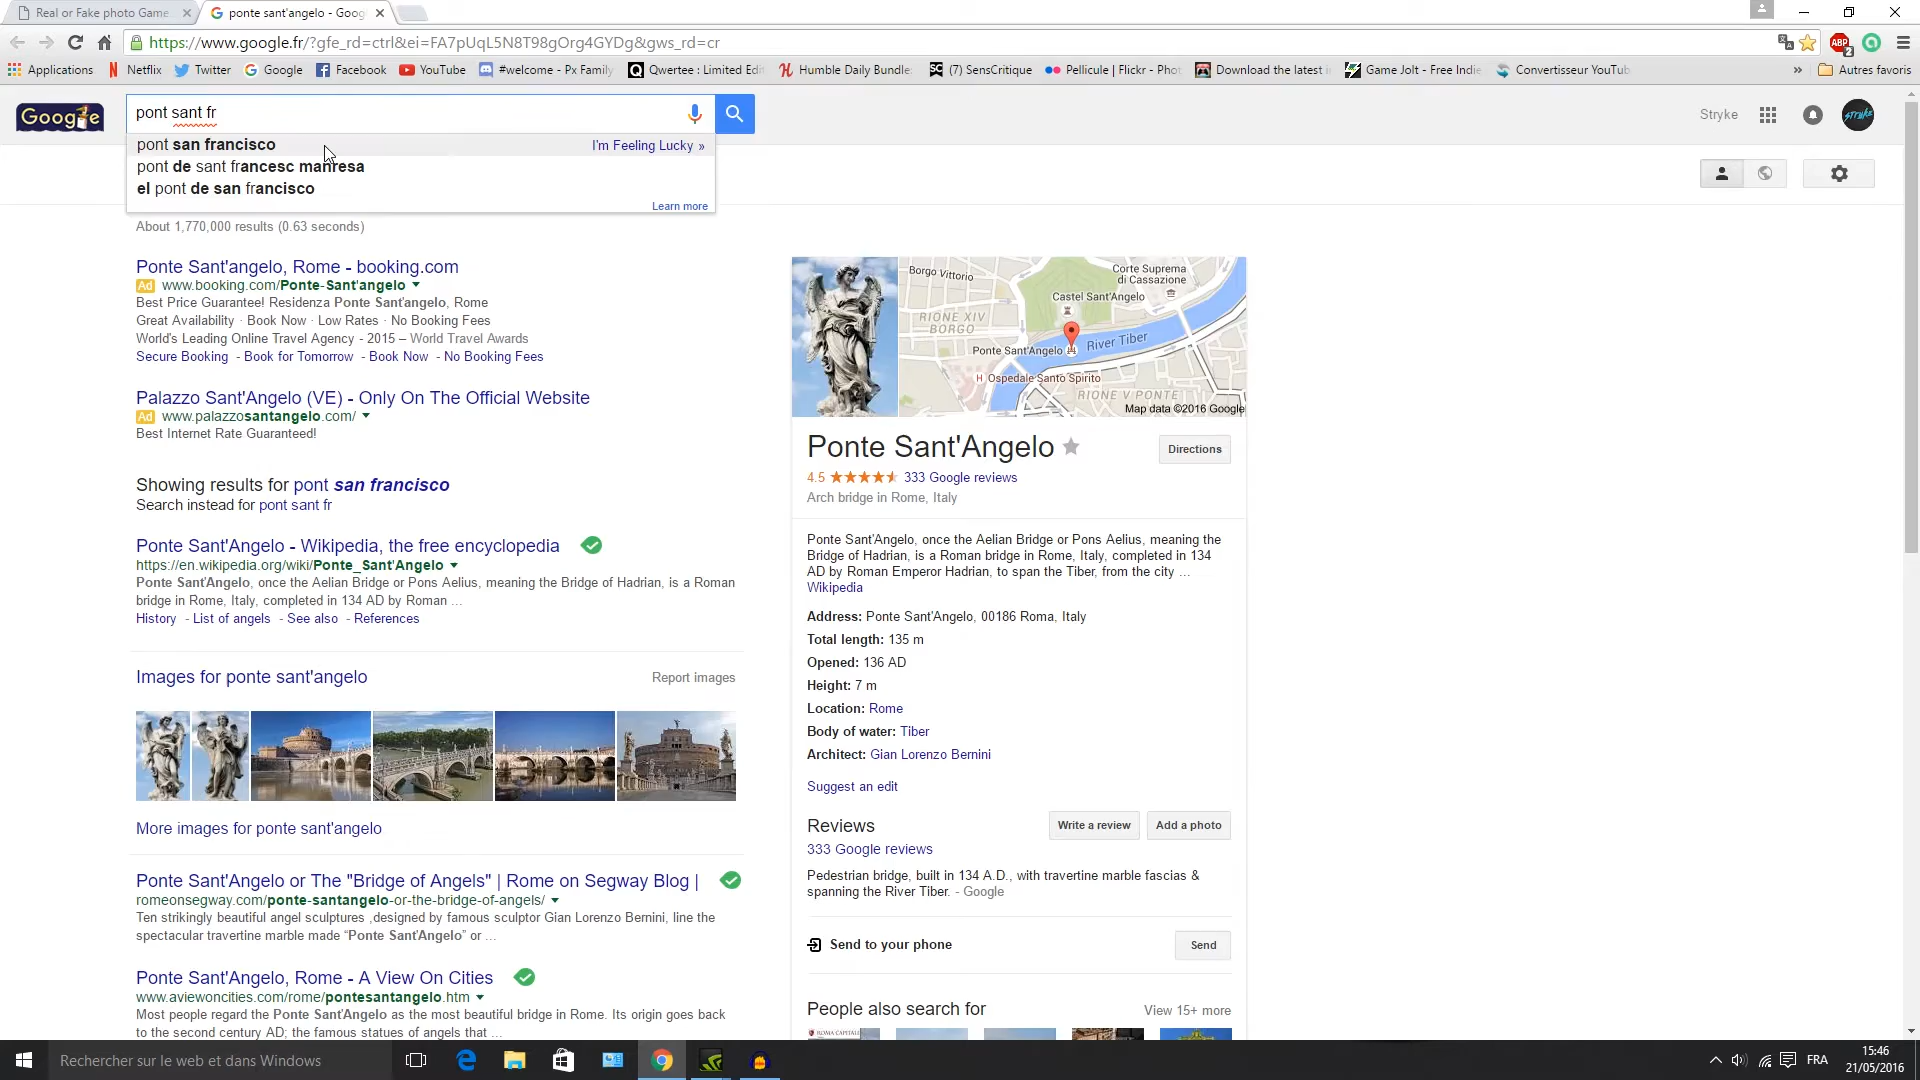 Real or Fake photo Game
ponte sant'angelo - Goog
https://www.google.fr/?gfe_rd=ctrl&ei=FA7pUqL5N8T98gOrg4GYDg&gws_rd=cr
ABP
2
Applications
Netflix
Twitter
Google
Facebook
YouTube
#welcome - Px Family
Qwertee : Limited Edi
Humble Daily Bundle:
(7) SensCritique
Pellicule | Flickr - Phot
Download the latest i
Game Jolt - Free Indie
Convertisseur YouTub
»
Autres favoris
Google
pont sant fr
Stryke
pont san francisco
I'm Feeling Lucky »
pont de sant francesc manresa
el pont de san francisco
Learn more
About 1,770,000 results (0.63 seconds)
Ponte Sant'angelo, Rome - booking.com
Ad www.booking.com/Ponte-Sant'angelo
Best Price Guarantee! Residenza Ponte Sant'angelo, Rome
Great Availability · Book Now · Low Rates · No Booking Fees
World's Leading Online Travel Agency - 2015 – World Travel Awards
Secure Booking - Book for Tomorrow - Book Now - No Booking Fees
Palazzo Sant'Angelo (VE) - Only On The Official Website
Ad www.palazzosantangelo.com/
Best Internet Rate Guaranteed!
Showing results for pont san francisco
Search instead for pont sant fr
Ponte Sant'Angelo - Wikipedia, the free encyclopedia
https://en.wikipedia.org/wiki/Ponte_Sant'Angelo
Ponte Sant'Angelo, once the Aelian Bridge or Pons Aelius, meaning the Bridge of Hadrian, is a Roman
bridge in Rome, Italy, completed in 134 AD by Roman ...
History - List of angels - See also - References
Images for ponte sant'angelo
Report images
More images for ponte sant'angelo
Ponte Sant'Angelo or The "Bridge of Angels" | Rome on Segway Blog |
romeonsegway.com/ponte-santangelo-or-the-bridge-of-angels/
Ten strikingly beautiful angel sculptures ,designed by famous sculptor Gian Lorenzo Bernini, line the
spectacular travertine marble made “Ponte Sant'Angelo” or ...
Ponte Sant'Angelo, Rome - A View On Cities
www.aviewoncities.com/rome/pontesantangelo.htm
Most people regard the Ponte Sant'Angelo as the most beautiful bridge in Rome. Its origin goes back
to the second century AD; the famous statues of angels that ...
Borgo Vittorio
Corte Suprema
di Cassazione
Castel Sant'Angelo
RIONE XIV
BORGO
Ponte Sant'Angelo
River Tiber
H Ospedale Santo Spirito
RIONE V PONTE
Map data ©2016 Google
Ponte Sant'Angelo
Directions
4.5
333 Google reviews
Arch bridge in Rome, Italy
Ponte Sant'Angelo, once the Aelian Bridge or Pons Aelius, meaning the
Bridge of Hadrian, is a Roman bridge in Rome, Italy, completed in 134
AD by Roman Emperor Hadrian, to span the Tiber, from the city ...
Wikipedia
Address: Ponte Sant'Angelo, 00186 Roma, Italy
Total length: 135 m
Opened: 136 AD
Height: 7 m
Location: Rome
Body of water: Tiber
Architect: Gian Lorenzo Bernini
Suggest an edit
Reviews
Write a review
Add a photo
333 Google reviews
Pedestrian bridge, built in 134 A.D., with travertine marble fascias &
spanning the River Tiber. - Google
Send to your phone
Send
People also search for
View 15+ more
ROMA CAPITALE
Rechercher sur le web et dans Windows
FRA
15:46
21/05/2016